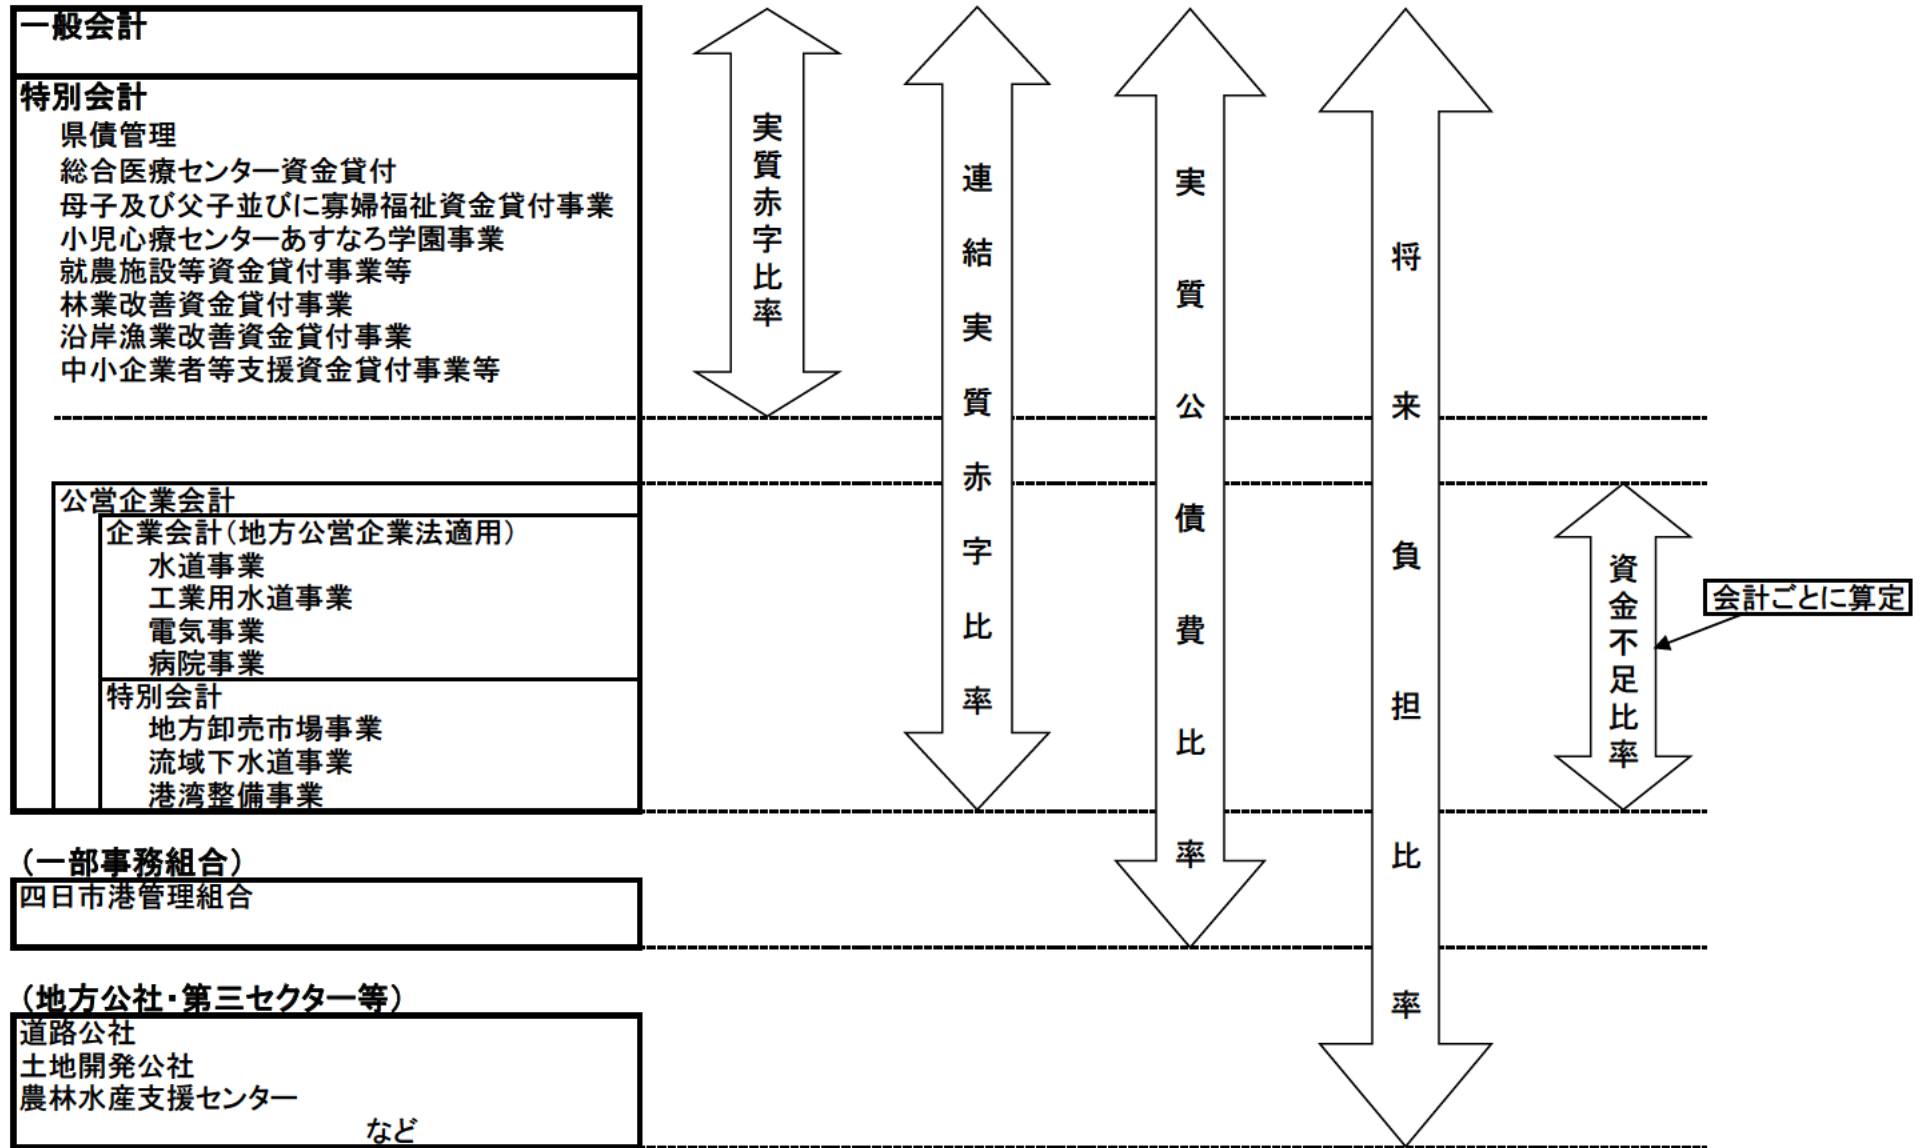 一般会計
特別会計
県債管理
総合医療センター資金貸付
母子及び父子並びに寡婦福祉資金貸付事業
小児心療センターあすなろ学園事業
就農施設等資金貸付事業等
林業改善資金貸付事業
沿岸漁業改善資金貸付事業
中小企業者等支援資金貸付事業等
公営企業会計
企業会計（地方公営企業法適用）
水道事業
工業用水道事業
電気事業
病院事業
特別会計
地方卸売市場事業
流域下水道事業
港湾整備事業
（一部事務組合）
四日市港管理組合
（地方公社・第三セクター等）
道路公社
土地開発公社
農林水産支援センター
など
実質赤字比率
連結実質赤字比率
実質公債費比率
将来負担比率
資金不足比率
会計ごとに算定